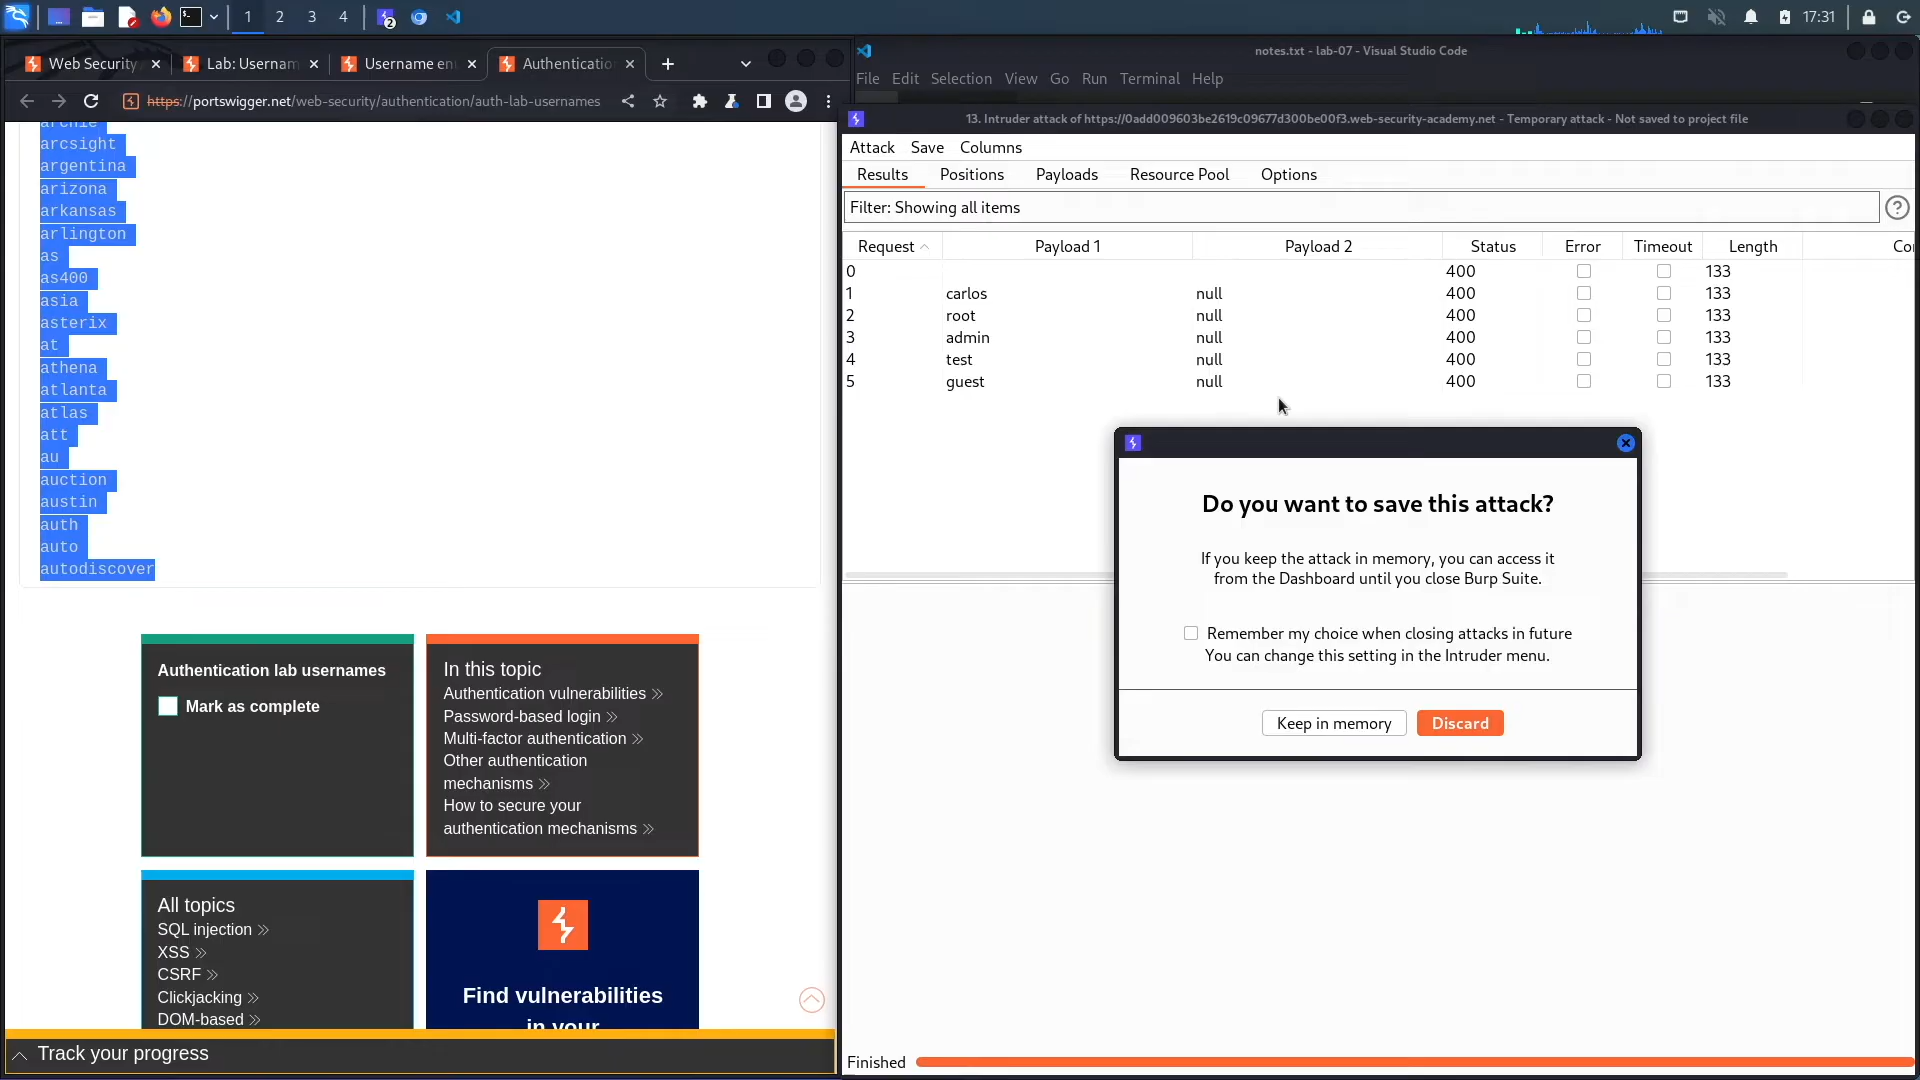 1
2
3
4
2
17:31
Web Security
Lab: Usernam
Username en
Authentication
https://portswigger.net/web-security/authentication/auth-lab-usernames
archie
arcsight
argentina
arizona
arkansas
arlington
as
as400
asia
asterix
at
athena
atlanta
atlas
att
au
auction
austin
auth
auto
autodiscover
Authentication lab usernames
Mark as complete
In this topic
Authentication vulnerabilities
Password-based login
Multi-factor authentication
Other authentication
mechanisms
How to secure your
authentication mechanisms
All topics
SQL injection
XSS
CSRF
Clickjacking
DOM-based
Find vulnerabilities
in your
Track your progress
notes.txt - lab-07 - Visual Studio Code
File Edit Selection View Go Run Terminal Help
13. Intruder attack of https://0add009603be2619c09677d300be00f3.web-security-academy.net - Temporary attack - Not saved to project file
Attack Save Columns
Results Positions Payloads Resource Pool Options
Filter: Showing all items
Request Payload 1 Payload 2 Status Error Timeout Length Co
0 400 133
1 carlos null 400 133
2 root null 400 133
3 admin null 400 133
4 test null 400 133
5 guest null 400 133
Do you want to save this attack?
If you keep the attack in memory, you can access it
from the Dashboard until you close Burp Suite.
Remember my choice when closing attacks in future
You can change this setting in the Intruder menu.
Keep in memory Discard
Finished